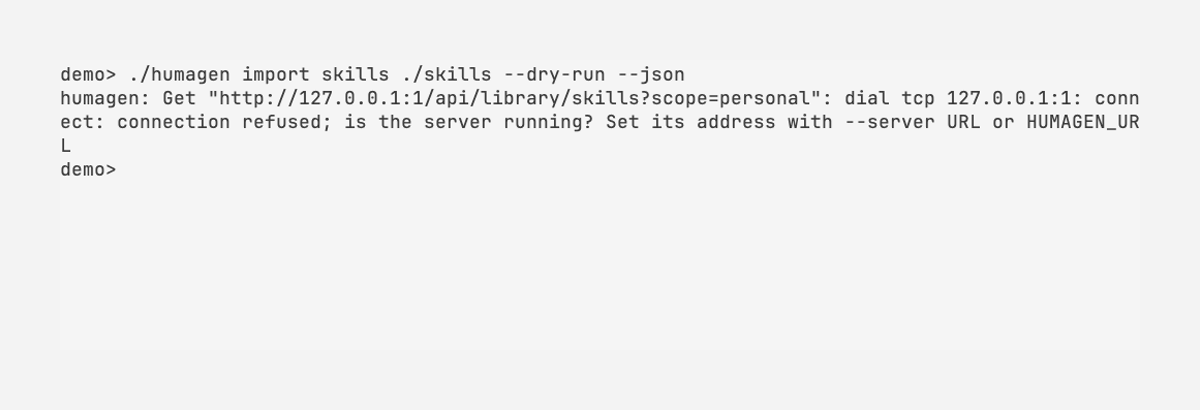 demo> ./humagen import skills ./skills --dry-run --json
humagen: Get "http://127.0.0.1:1/api/library/skills?scope=personal": dial tcp 127.0.0.1:1: conn
ect: connection refused; is the server running? Set its address with --server URL or HUMAGEN_UR
L
demo>